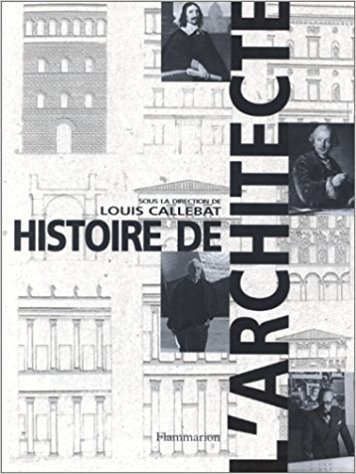 SOUS LA DIRECTION DE
LOUIS CALLEBAT
HISTOIRE DE
L'ARCHITECTE
Flammarion